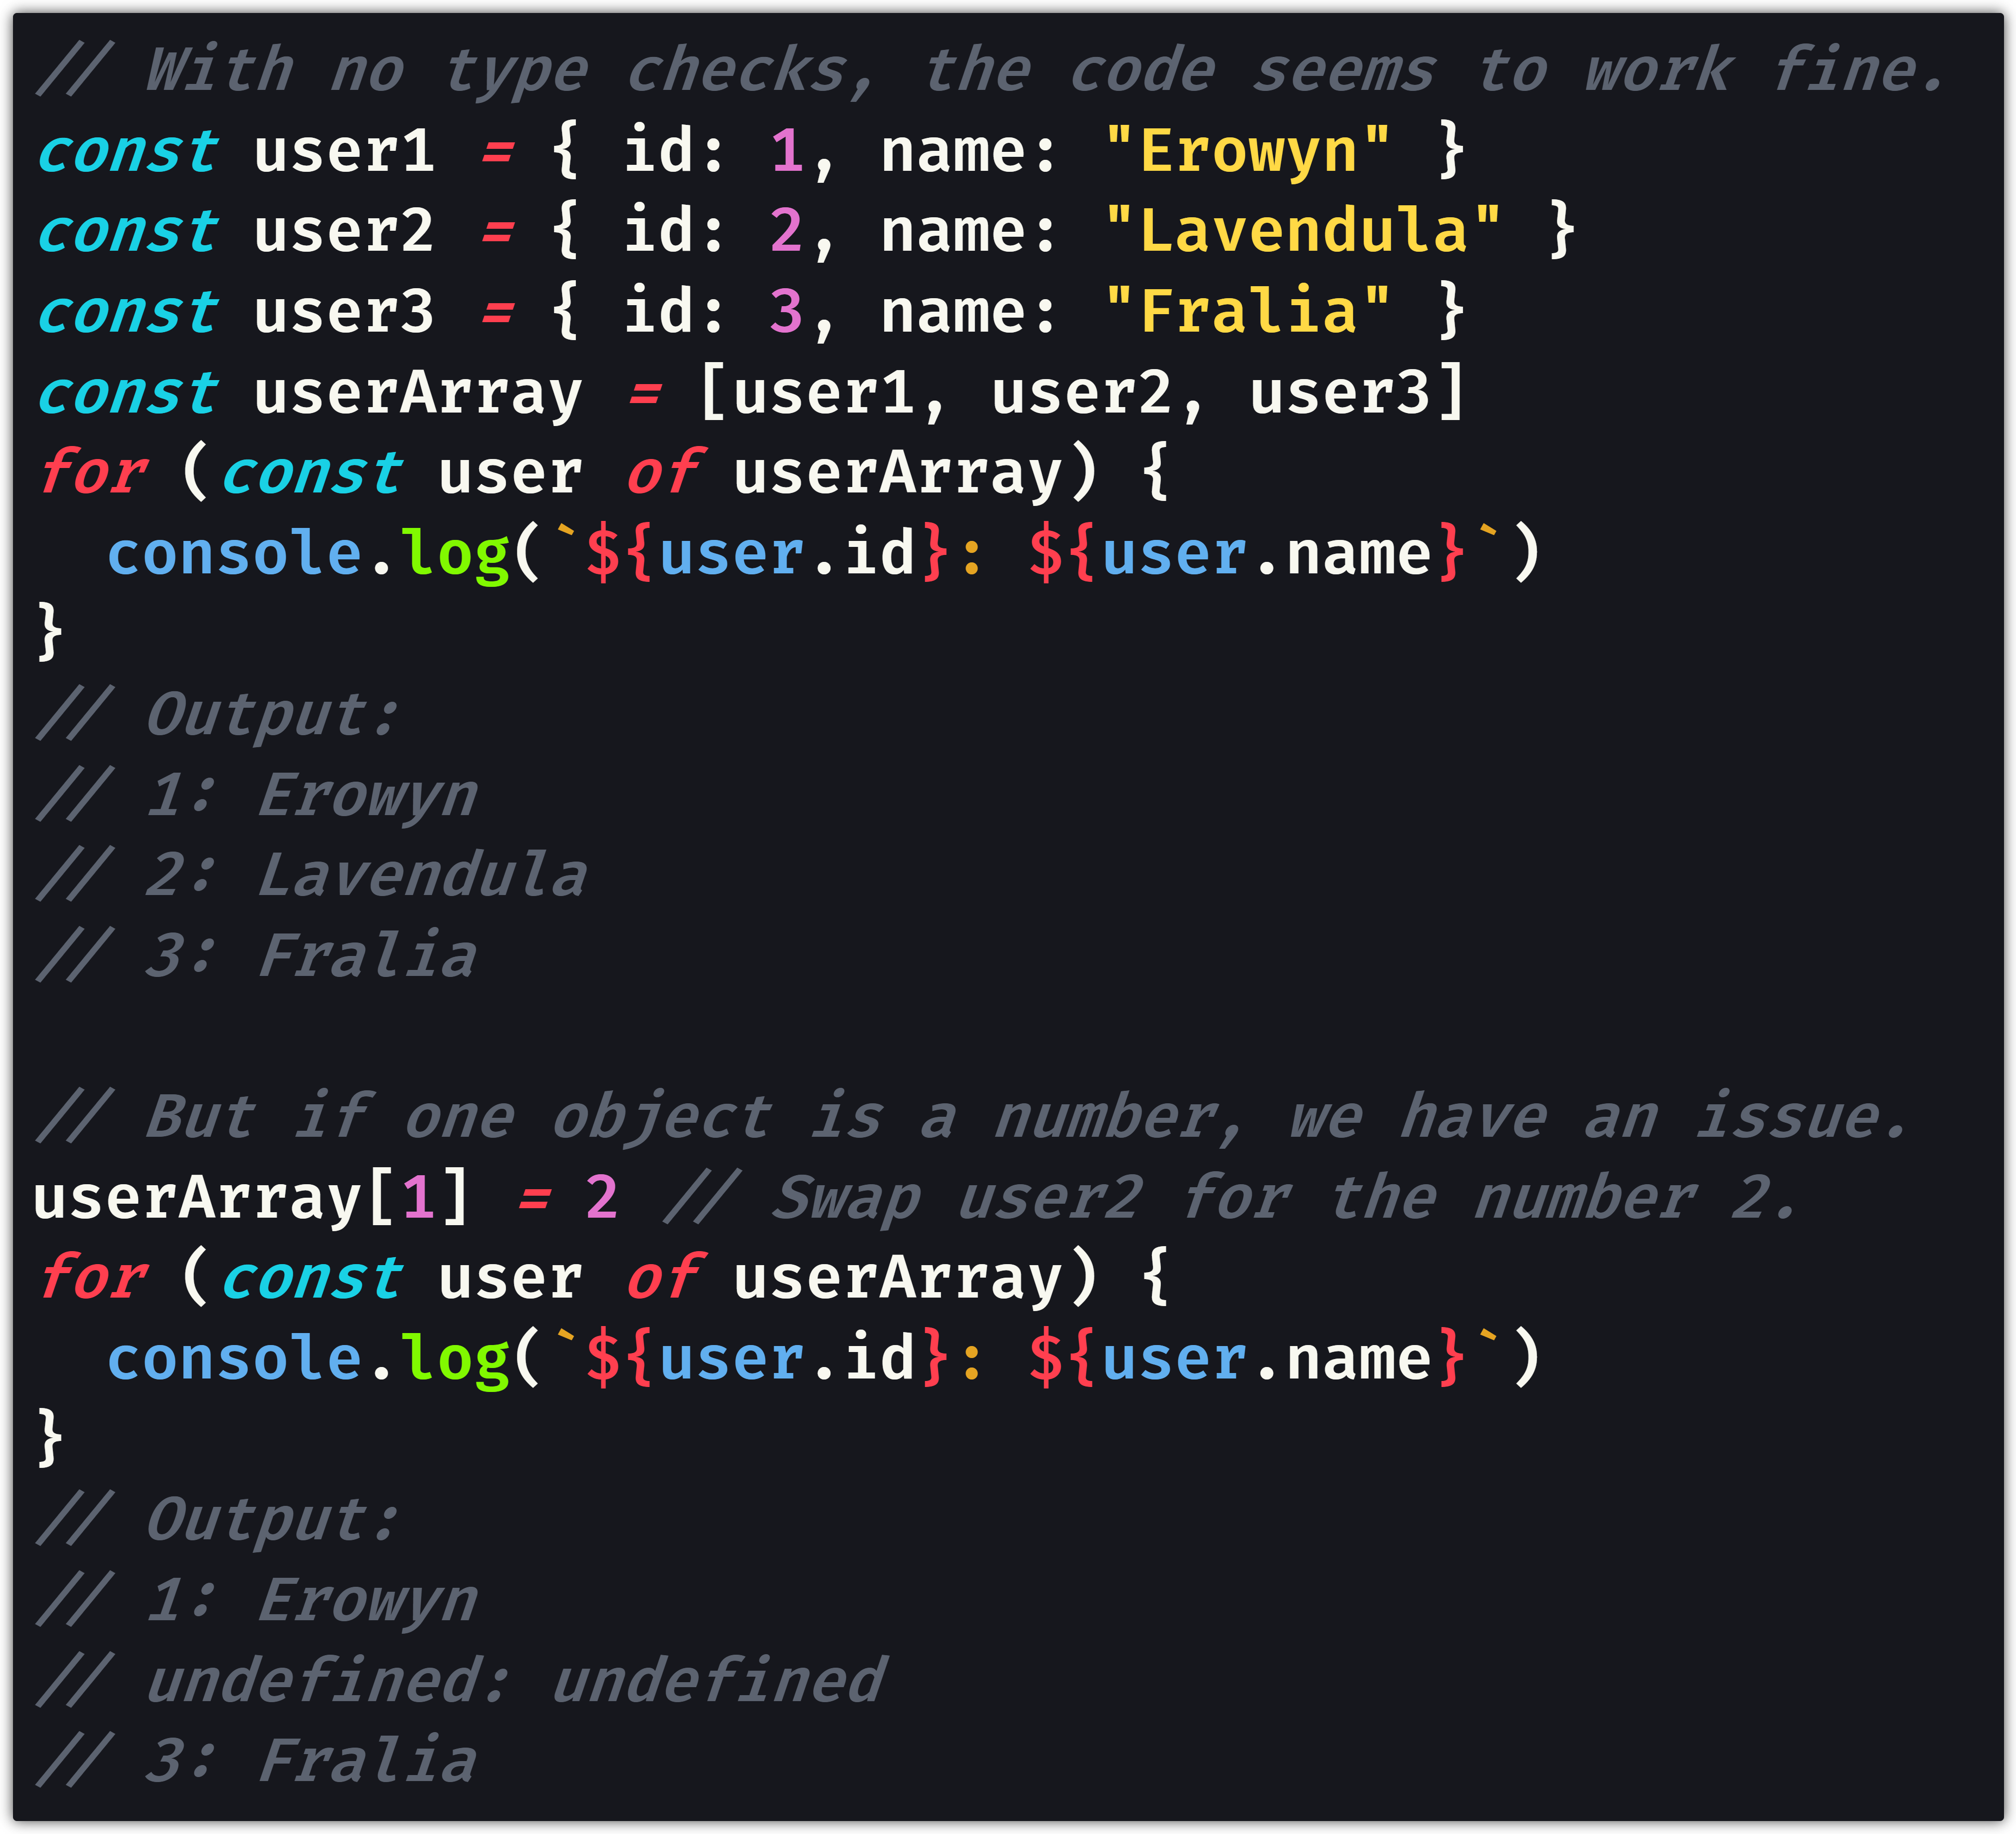 // With no type checks, the code seems to work fine.
const user1 = { id: 1, name: "Erowyn" }
const user2 = { id: 2, name: "Lavendula" }
const user3 = { id: 3, name: "Fralia" }
const userArray = [user1, user2, user3]
for (const user of userArray) {
  console.log(`${user.id}: ${user.name}`)
}
// Output:
// 1: Erowyn
// 2: Lavendula
// 3: Fralia

// But if one object is a number, we have an issue.
userArray[1] = 2 // Swap user2 for the number 2.
for (const user of userArray) {
  console.log(`${user.id}: ${user.name}`)
}
// Output:
// 1: Erowyn
// undefined: undefined
// 3: Fralia